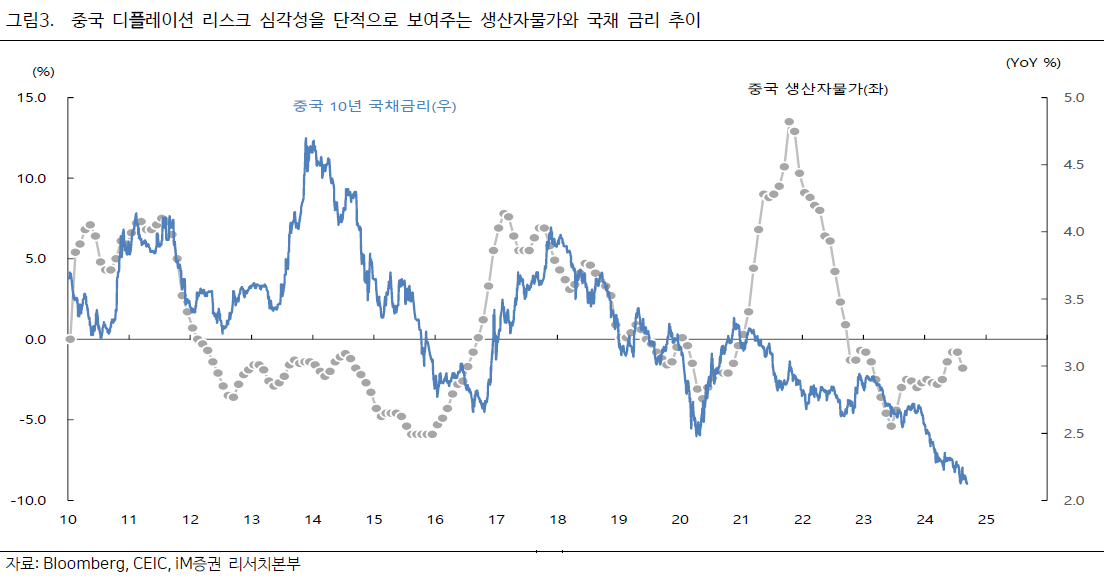 그림3. 중국 디플레이션 리스크 심각성을 단적으로 보여주는 생산자물가와 국채 금리 추이
(%)
(YoY %)
중국 10년 국채금리(우)
중국 생산자물가(좌)
15.0
5.0
10.0
4.5
4.0
5.0
3.5
0.0
3.0
-5.0
2.5
-10.0
2.0
10 11 12 13 14 15 16 17 18 19 20 21 22 23 24 25
자료: Bloomberg, CEIC, iM증권 리서치본부